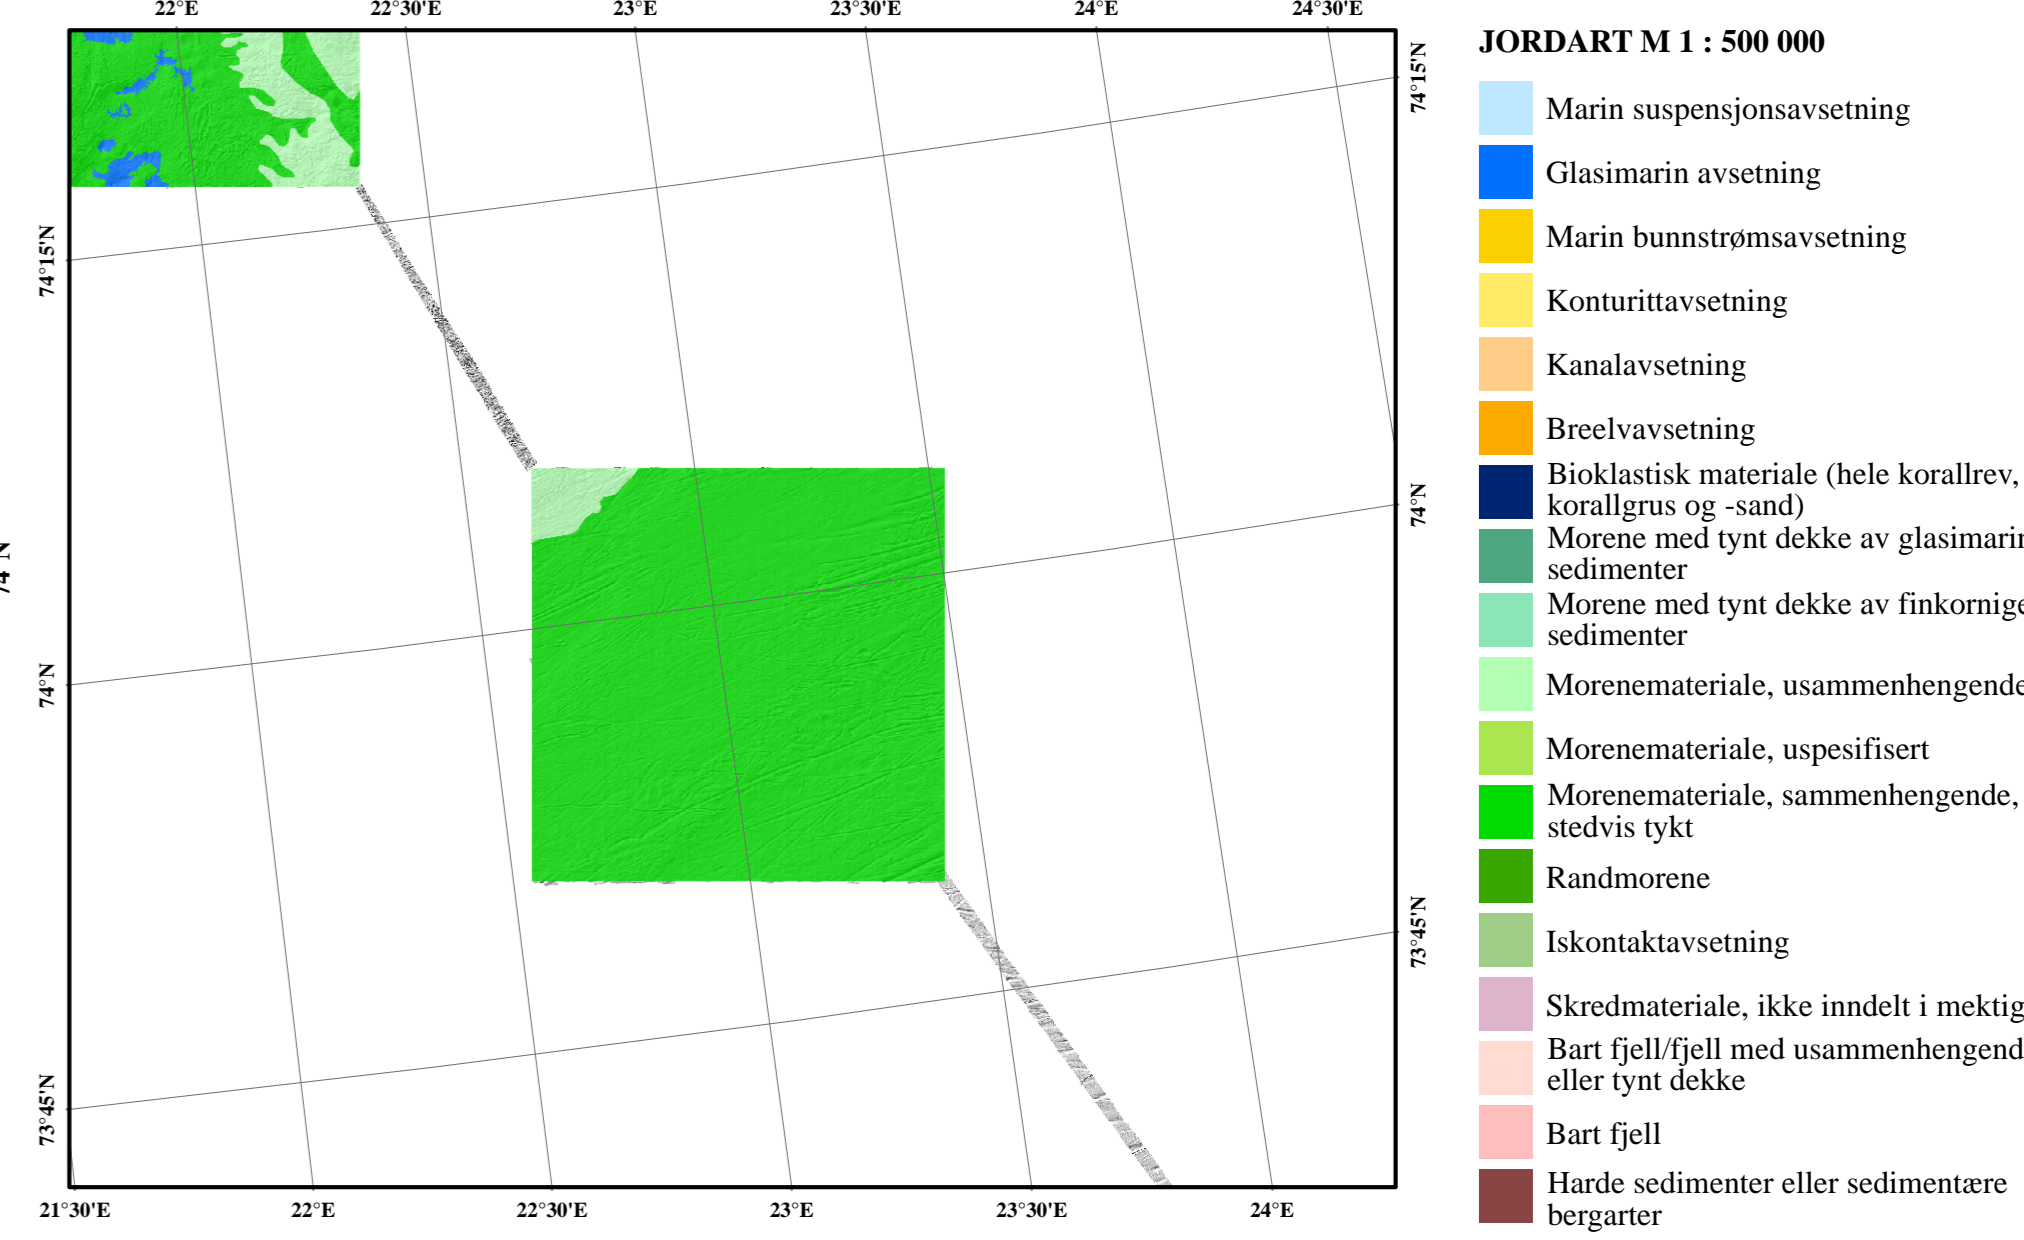 22°E 22°30'E 23°E 23°30'E 24°E 24°30'E
74°15'N
74°N
73°45'N
74°15'N
74°N
73°45'N
21°30'E 22°E 22°30'E 23°E 23°30'E 24°E
JORDART M 1 : 500 000
Marin suspensjonsavsetning
Glasimarin avsetning
Marin bunnstrømsavsetning
Konturittavsetning
Kanalavsetning
Breelvavsetning
Bioklastisk materiale (hele korallrev,
korallgrus og -sand)
Morene med tynt dekke av glasimarin
sedimenter
Morene med tynt dekke av finkornige
sedimenter
Morenemateriale, usammenhengende
Morenemateriale, uspesifisert
Morenemateriale, sammenhengende,
stedvis tykt
Randmorene
Iskontaktavsetning
Skredmateriale, ikke inndelt i mektig
Bart fjell/fjell med usammenhengend
eller tynt dekke
Bart fjell
Harde sedimenter eller sedimentære
bergarter